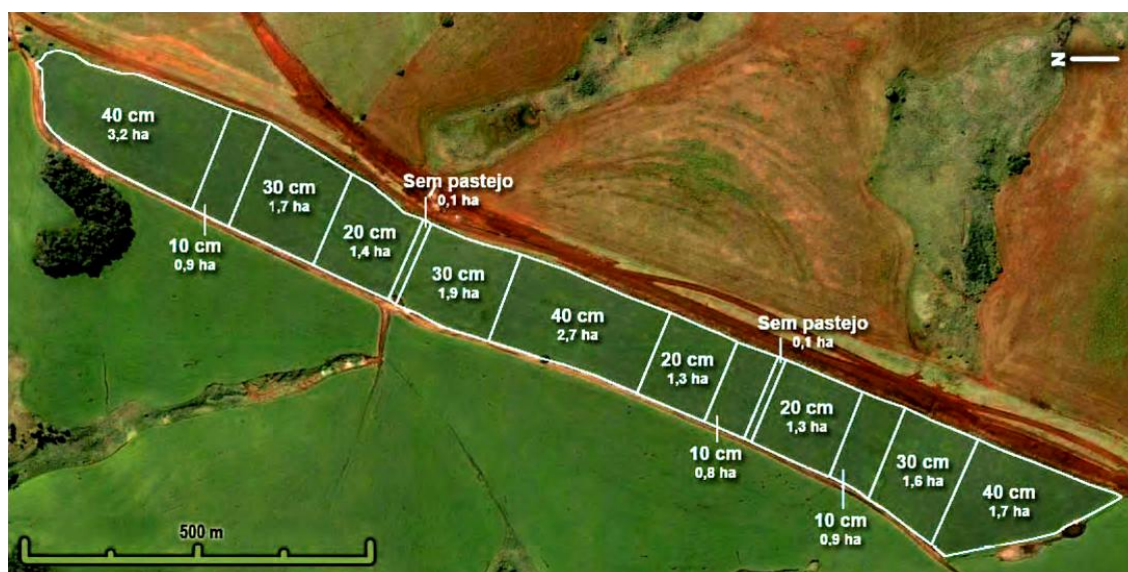 N
40 cm
3,2 ha
10 cm
0,9 ha
30 cm
1,7 ha
20 cm
1,4 ha
Sem pastejo
0,1 ha
30 cm
1,9 ha
40 cm
2,7 ha
20 cm
1,3 ha
10 cm
0,8 ha
Sem pastejo
0,1 ha
20 cm
1,3 ha
10 cm
0,9 ha
30 cm
1,6 ha
40 cm
1,7 ha
500 m